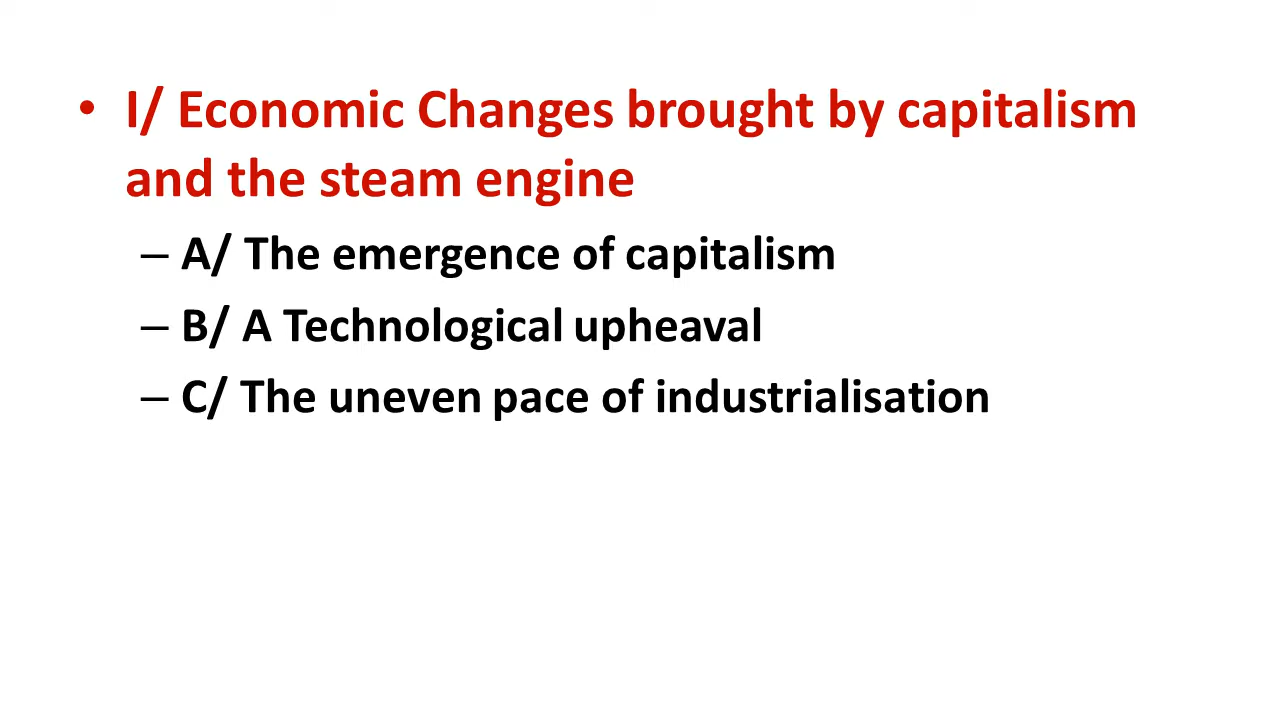 • I/ Economic Changes brought by capitalism
and the steam engine
– A/ The emergence of capitalism
– B/ A Technological upheaval
– C/ The uneven pace of industrialisation